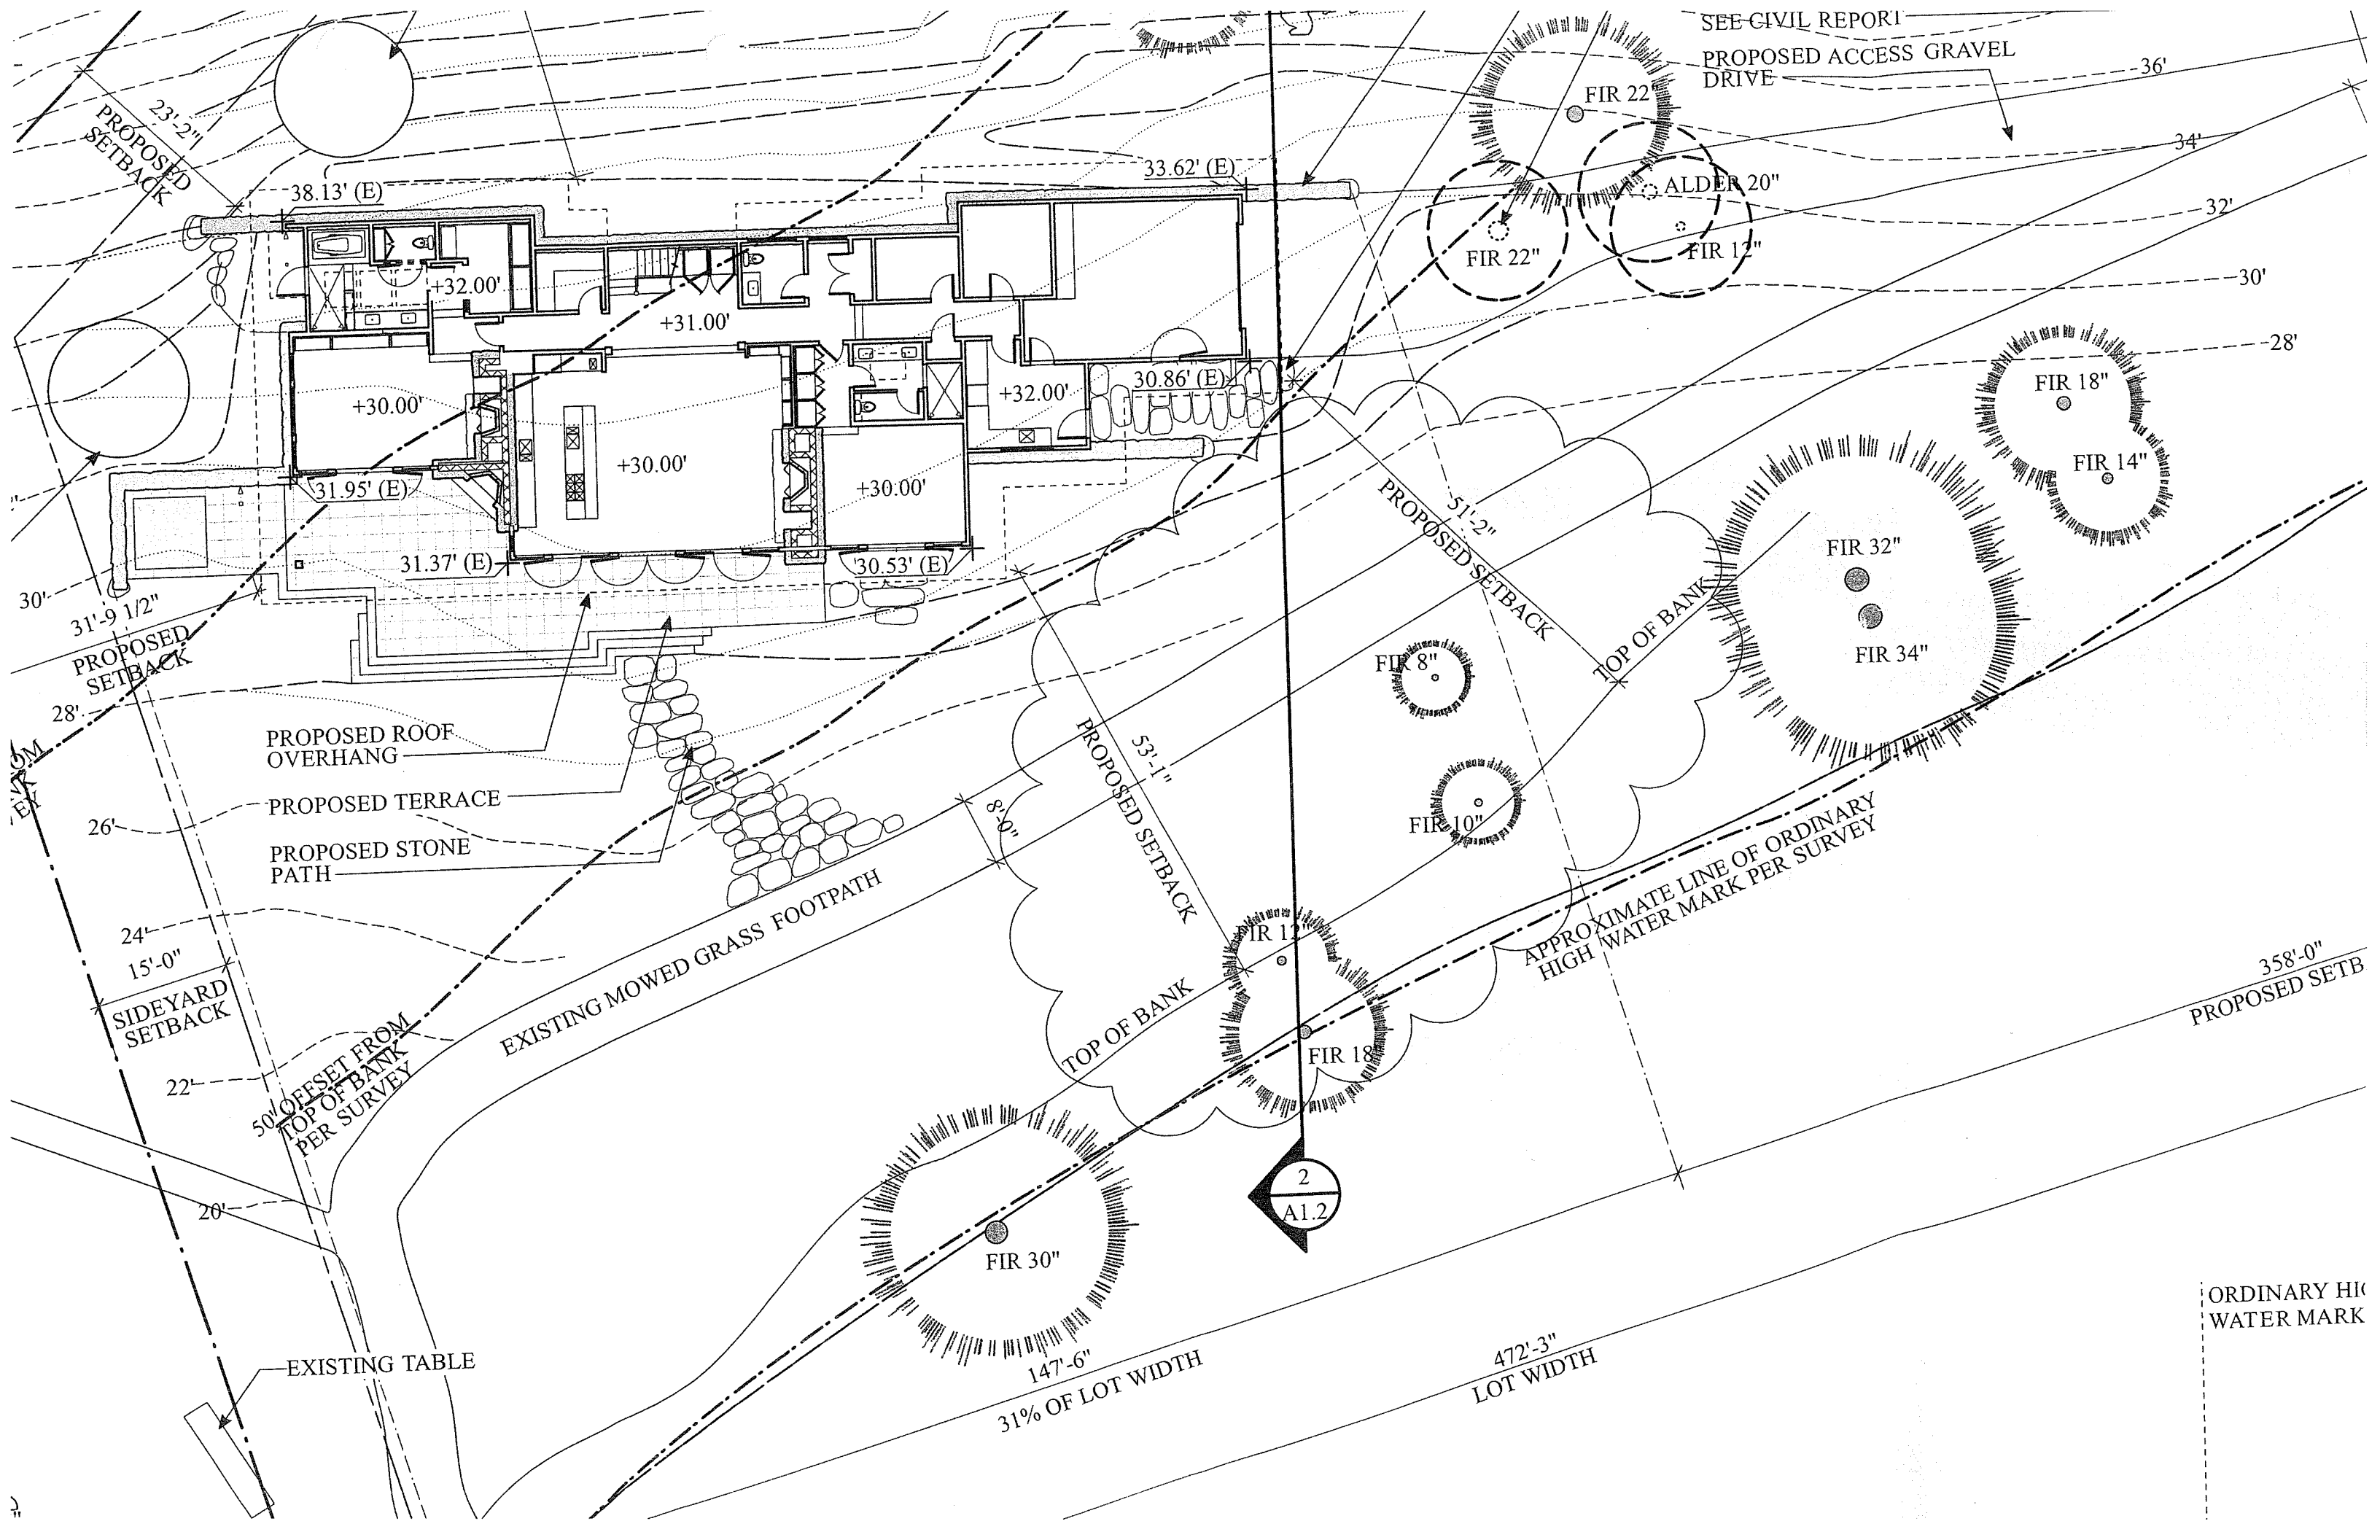 SEE CIVIL REPORT
PROPOSED ACCESS GRAVEL
DRIVE
36'
34'
32'
30'
28'
23'-2"
PROPOSED
SETBACK
38.13' (E)
33.62' (E)
FIR 22"
ALDER 20"
FIR 22"
FIR 12"
+32.00'
+31.00'
+30.00'
+30.00'
+30.00'
+32.00'
30.86' (E)
31.95' (E)
31.37' (E)
30.53' (E)
FIR 18"
FIR 14"
FIR 32"
FIR 34"
51'-2"
PROPOSED SETBACK
TOP OF BANK
FIR 8"
FIR 10"
30'
31'-9 1/2"
PROPOSED
SETBACK
28'
PROPOSED ROOF
OVERHANG
PROPOSED TERRACE
PROPOSED STONE
PATH
26'
24'
15'-0"
SIDEYARD
SETBACK
22'
50' OFFSET FROM
TOP OF BANK
PER SURVEY
20'
8'-0"
EXISTING MOWED GRASS FOOTPATH
53'-1"
PROPOSED SETBACK
TOP OF BANK
FIR 12"
FIR 18"
APPROXIMATE LINE OF ORDINARY
HIGH WATER MARK PER SURVEY
358'-0"
PROPOSED SETB
2
A1.2
FIR 30"
147'-6"
31% OF LOT WIDTH
472'-3"
LOT WIDTH
ORDINARY HI
WATER MARK
EXISTING TABLE